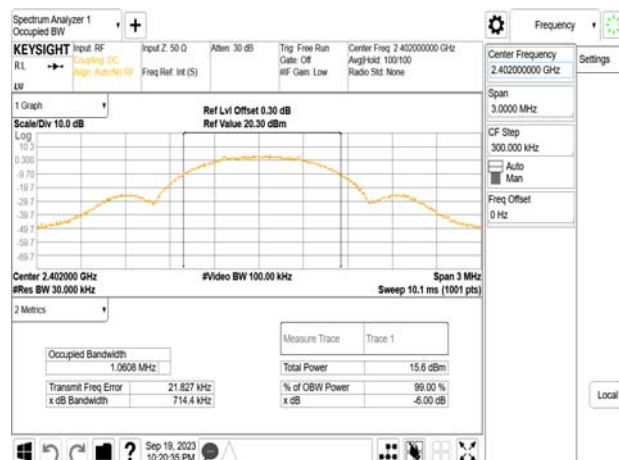 Spectrum Analyzer 1
Occupied BW
Frequency
KEYSIGHT
RL
Input: RF
Coupling: DC
Align: Auto/No RF
Input Z: 50 Ω
Freq Ref: Int (S)
Atten: 30 dB
Trig: Free Run
Gate: Off
#IF Gain: Low
Center Freq: 2.402000000 GHz
Avg|Hold: 100/100
Radio Std: None
Center Frequency
2.402000000 GHz
Settings
Span
3.0000 MHz
CF Step
300.000 kHz
Auto
Man
Freq Offset
0 Hz
Local
1 Graph
Scale/Div 10.0 dB
Ref Lvl Offset 0.30 dB
Ref Value 20.30 dBm
Log
10.3
0.300
-9.70
-19.7
-29.7
-39.7
-49.7
-59.7
-69.7
Center 2.402000 GHz
#Res BW 30.000 kHz
#Video BW 100.00 kHz
Span 3 MHz
Sweep 10.1 ms (1001 pts)
2 Metrics
Measure Trace Trace 1
Occupied Bandwidth
1.0608 MHz
Total Power 15.6 dBm
Transmit Freq Error 21.827 kHz
% of OBW Power 99.00 %
x dB Bandwidth 714.4 kHz
x dB -6.00 dB
Sep 19, 2023
10:20:35 PM